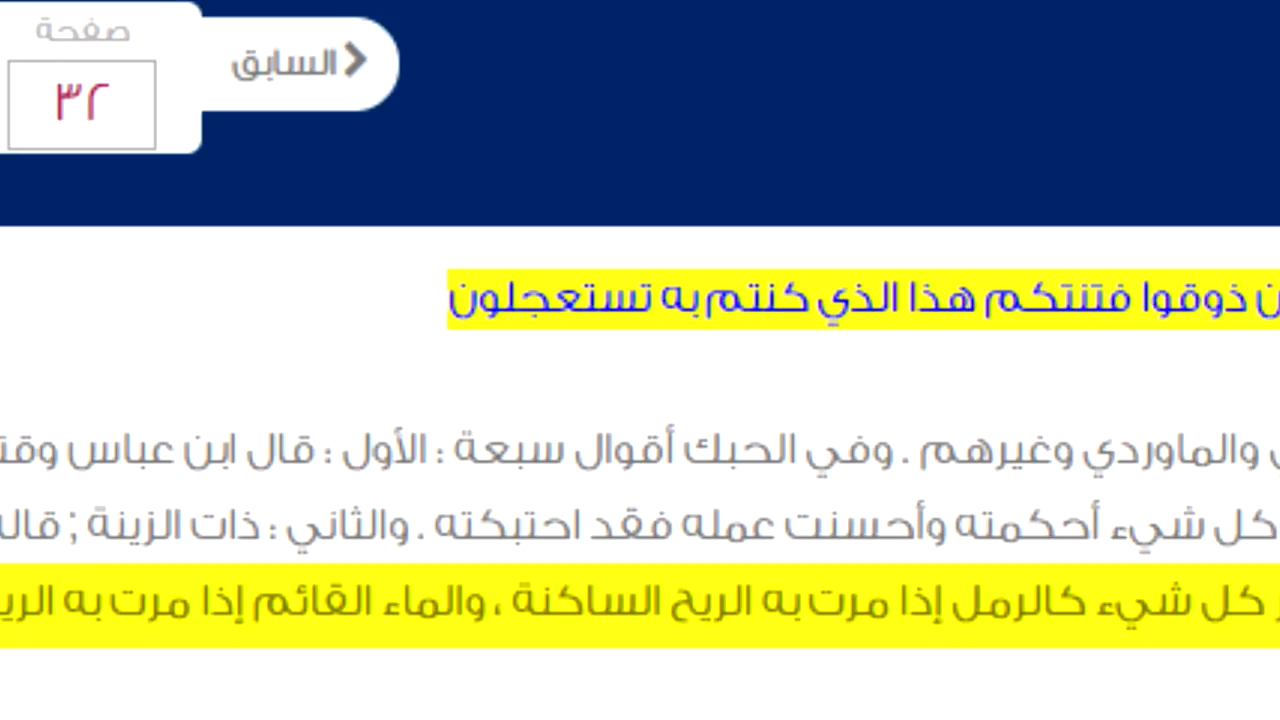 صفحة
السابق
٣٢
ذوقوا فتنتكم هذا الذي كنتم به تستعجلون
والماوردي وغيرهم . وفي الحبك أقوال سبعة : الأول : قال ابن عباس
كل شيء أحكمته وأحسنت عمله فقد احتبكته . والثاني : ذات الزينة ;
كل شيء كالرمل إذا مرت به الريح الساكنة ، والماء القائم إذا مرت به